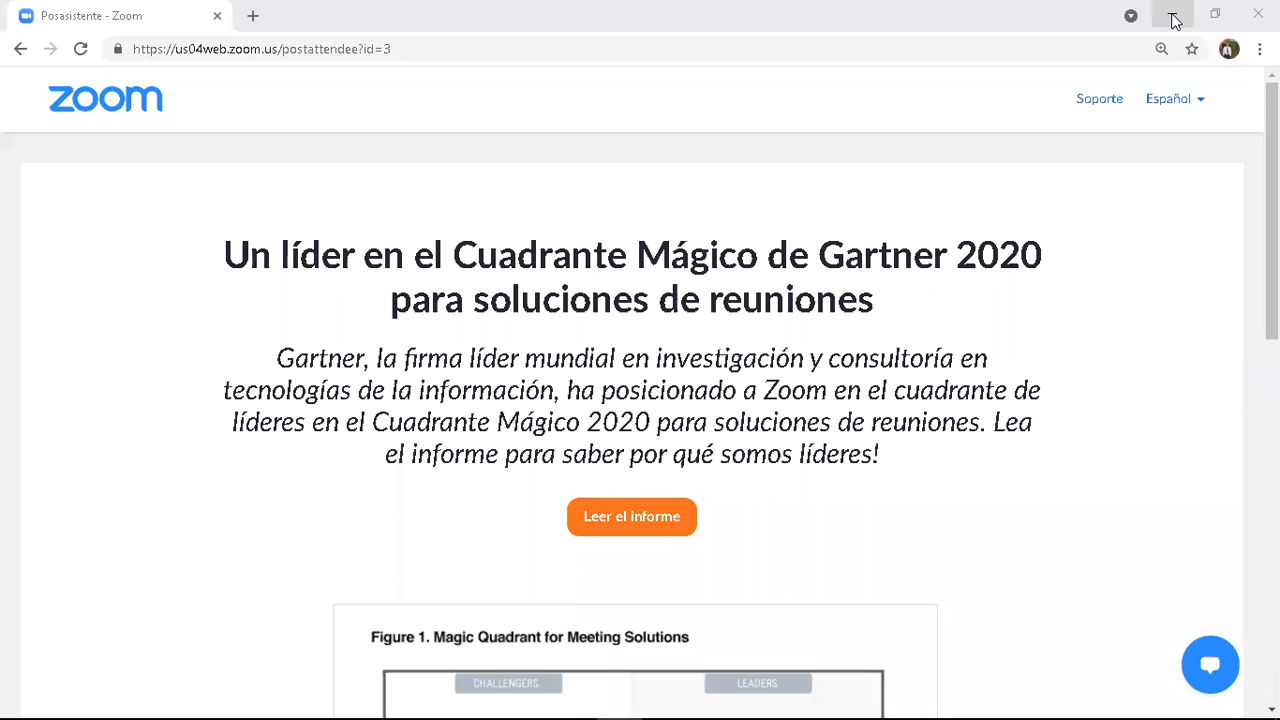 Posasistente - Zoom
https://us04web.zoom.us/postattendee?id=3
zoom
Soporte
Español
Un líder en el Cuadrante Mágico de Gartner 2020
para soluciones de reuniones
Gartner, la firma líder mundial en investigación y consultoría en
tecnologías de la información, ha posicionado a Zoom en el cuadrante de
líderes en el Cuadrante Mágico 2020 para soluciones de reuniones. Lea
el informe para saber por qué somos líderes!
Leer el informe
Figure 1. Magic Quadrant for Meeting Solutions
CHALLENGERS
LEADERS